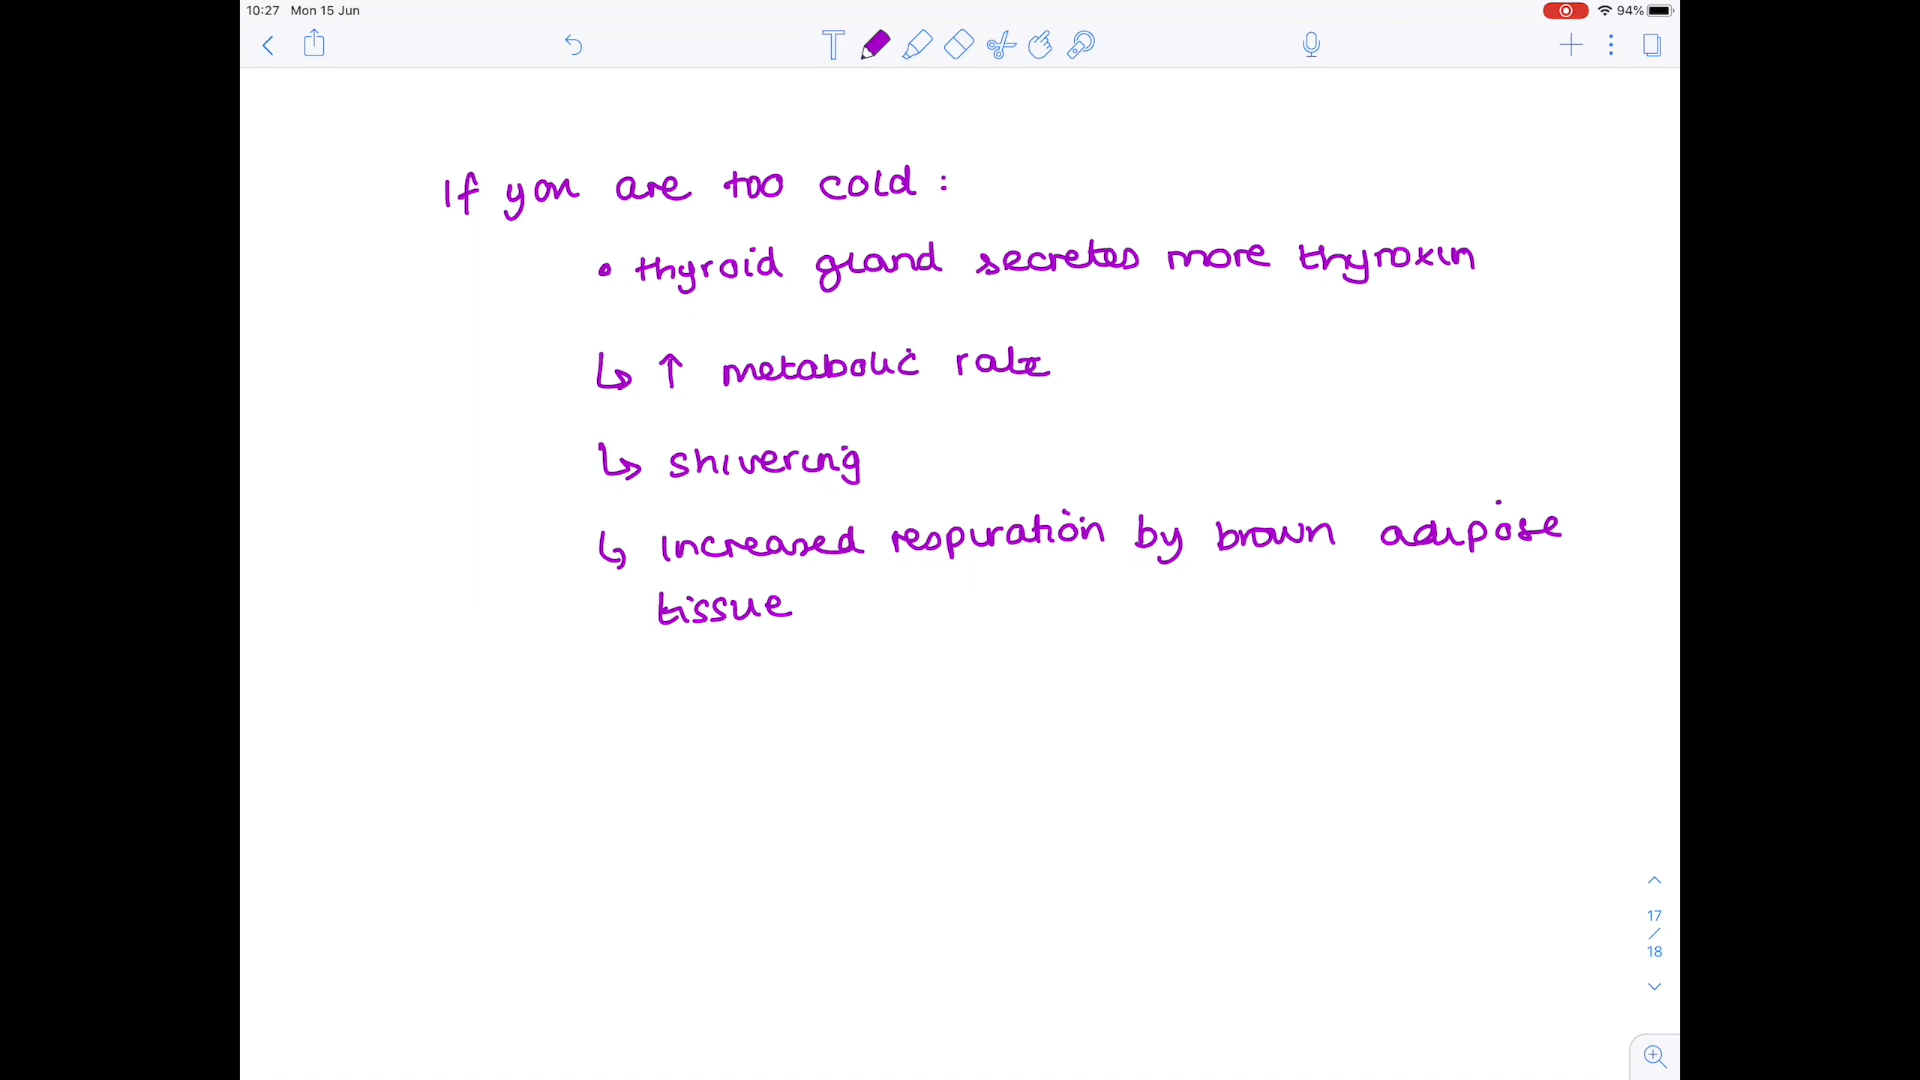 10:27 Mon 15 Jun 94%
If you are too cold :
• thyroid gland secretes more thyroxin
↳ ↑ metabolic rate
↳ shivering
↳ increased respiration by brown adipose
tissue
17
/
18